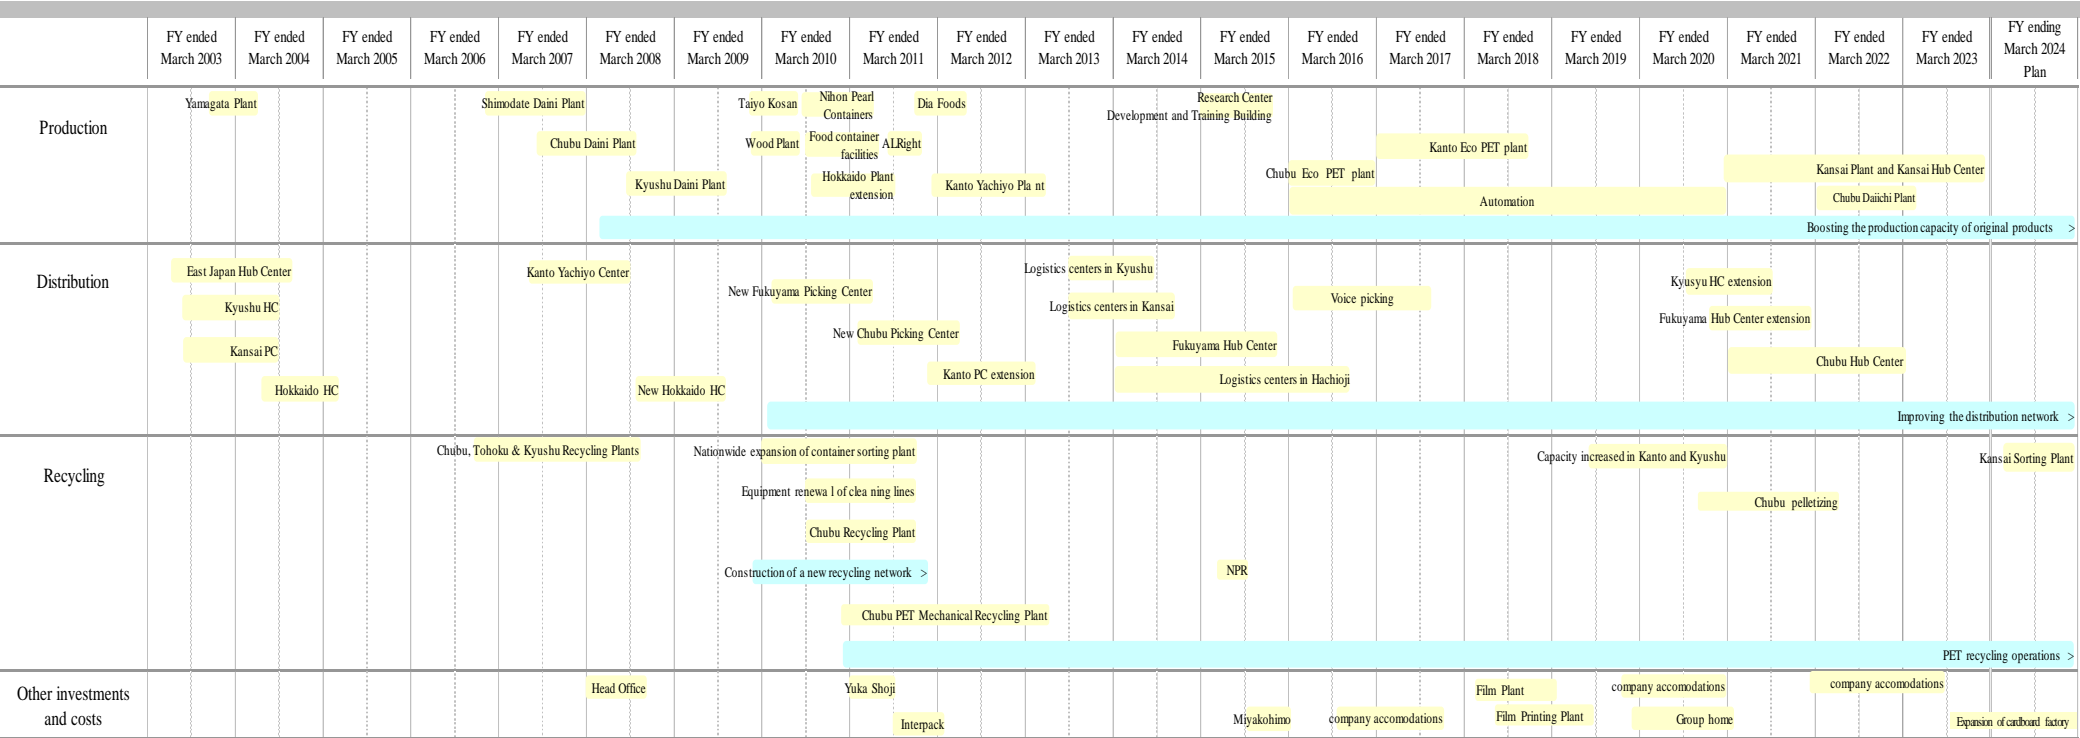 FY ended
March 2003
FY ended
March 2004
FY ended
March 2005
FY ended
March 2006
FY ended
March 2007
FY ended
March 2008
FY ended
March 2009
FY ended
March 2010
FY ended
March 2011
FY ended
March 2012
FY ended
March 2013
FY ended
March 2014
FY ended
March 2015
FY ended
March 2016
FY ended
March 2017
FY ended
March 2018
FY ended
March 2019
FY ended
March 2020
FY ended
March 2021
FY ended
March 2022
FY ended
March 2023
FY ending
March 2024
Plan
Production
Yamagata Plant
Shimodate Daini Plant
Taiyo Kosan
Nihon Pearl
Containers
Dia Foods
Research Center
Development and Training Building
Chubu Daini Plant
Wood Plant
Food container
facilities
ALRight
Kanto Eco PET plant
Kyushu Daini Plant
Hokkaido Plant
extension
Kanto Yachiyo Plant
Chubu Eco PET plant
Kansai Plant and Kansai Hub Center
Automation
Chubu Daiichi Plant
Boosting the production capacity of original products >
Distribution
East Japan Hub Center
Kanto Yachiyo Center
Logistics centers in Kyushu
Kyusyu HC extension
New Fukuyama Picking Center
Voice picking
Kyushu HC
Logistics centers in Kansai
Fukuyama Hub Center extension
New Chubu Picking Center
Kansai PC
Fukuyama Hub Center
Chubu Hub Center
Kanto PC extension
Logistics centers in Hachioji
Hokkaido HC
New Hokkaido HC
Improving the distribution network >
Recycling
Chubu, Tohoku & Kyushu Recycling Plants
Nationwide expansion of container sorting plant
Capacity increased in Kanto and Kyushu
Kansai Sorting Plant
Equipment renewal of cleaning lines
Chubu pelletizing
Chubu Recycling Plant
Construction of a new recycling network >
NPR
Chubu PET Mechanical Recycling Plant
PET recycling operations >
Other investments
and costs
Head Office
Yuka Shoji
Film Plant
company accomodations
company accomodations
Interpack
Miyakohimo
company accomodations
Film Printing Plant
Group home
Expansion of cardboard factory